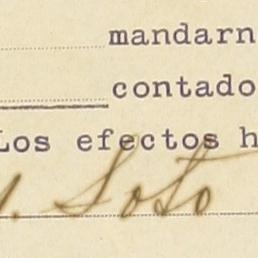 mandarn
contado
Los efectos h
. Soto